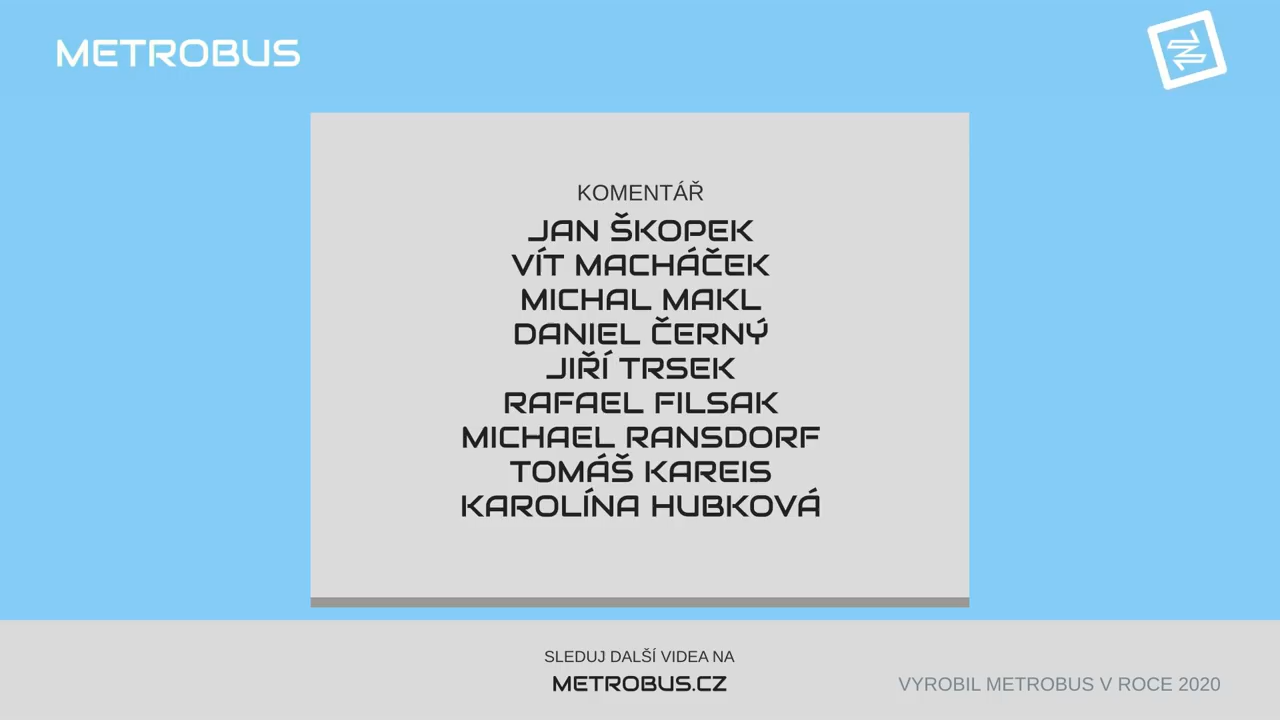 METROBUS
KOMENTÁŘ
JAN ŠKOPEK
VÍT MACHÁČEK
MICHAL MAKL
DANIEL ČERNÝ
JIŘÍ TRSEK
RAFAEL FILSAK
MICHAEL RANSDORF
TOMÁŠ KAREIS
KAROLÍNA HUBKOVÁ
SLEDUJ DALŠÍ VIDEA NA
METROBUS.CZ
VYROBIL METROBUS V ROCE 2020